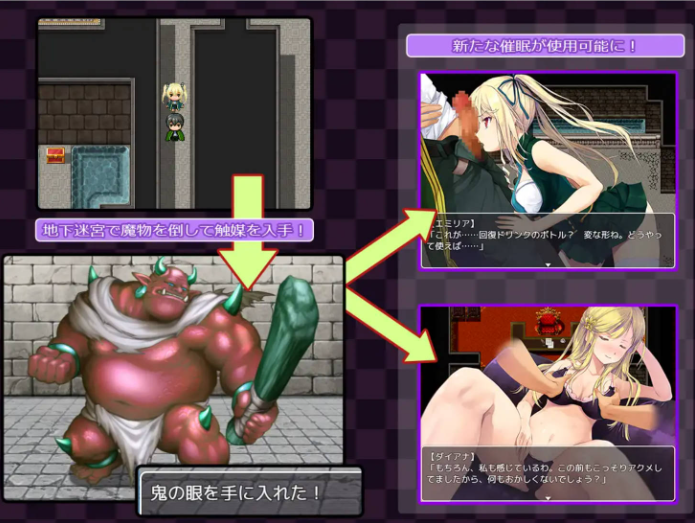 新たな催眠が使用可能に！
地下迷宮で魔物を倒して触媒を入手！
【エミリア】
「これが……回復ドリンクのボトル？　変な形ね。どうやっ
て使えば……」
鬼の眼を手に入れた！
【ダイアナ】
「もちろん、私も感じているわ。この前もこっそりアクメし
てましたから、何もおかしくないでしょう？」